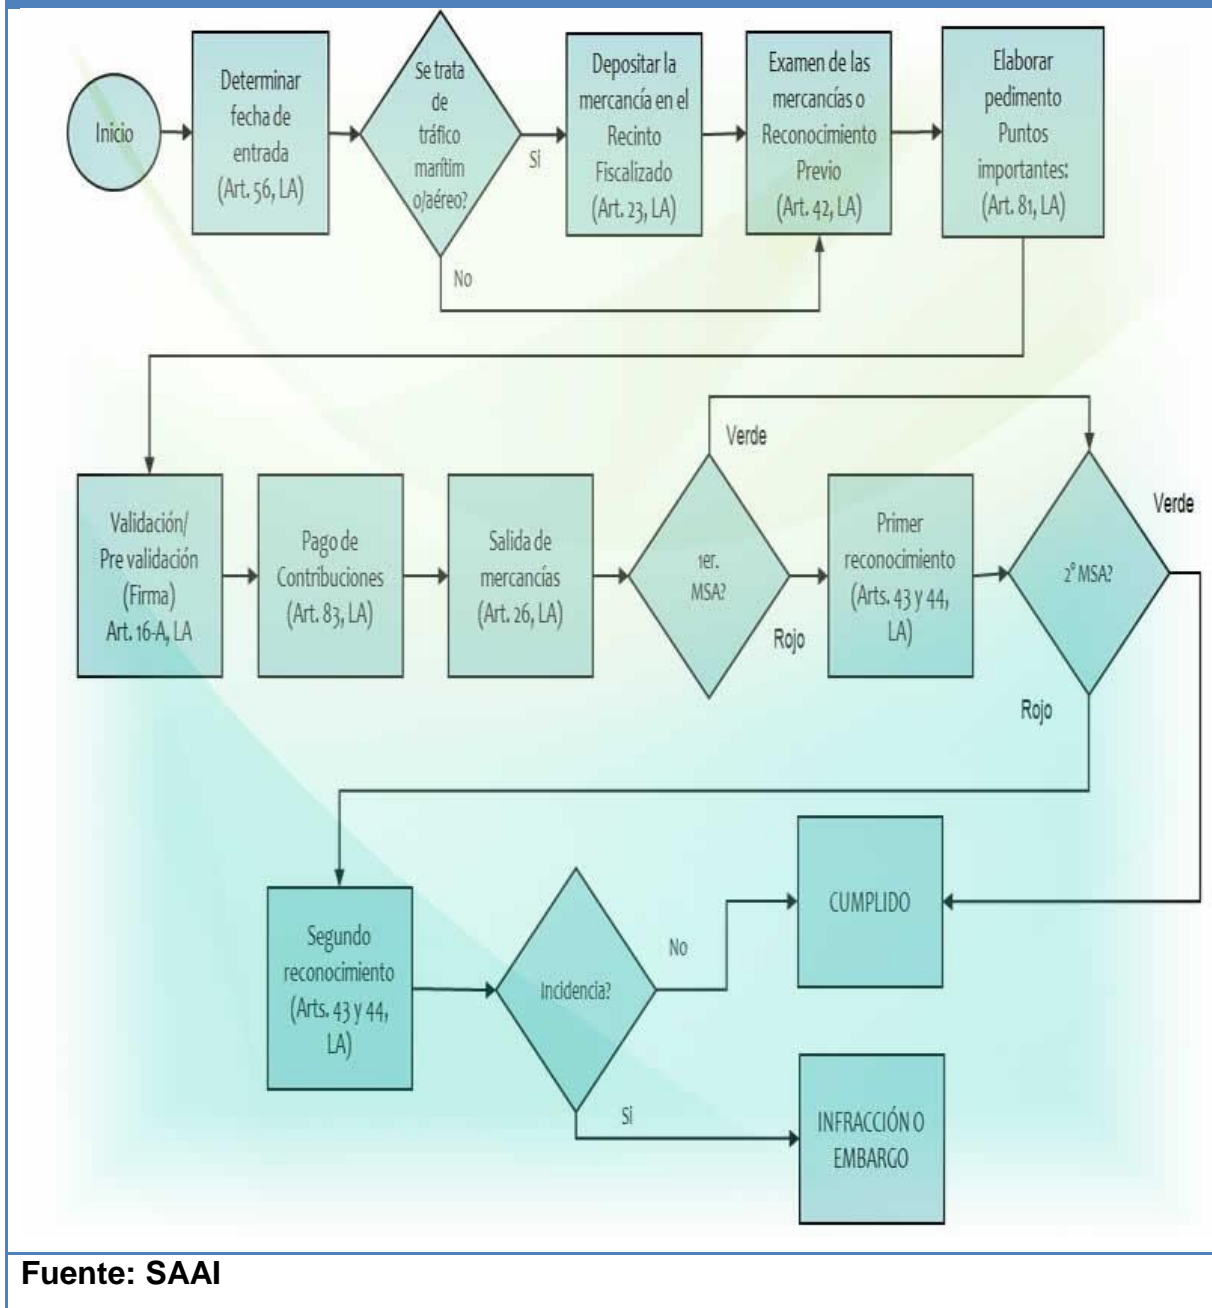 Inicio
Determinar
fecha de
entrada
(Art. 56, LA)
Se trata
de
tráfico
marítim
o/aéreo?
Si
No
Depositar la
mercancía en el
Recinto
Fiscalizado
(Art. 23, LA)
Examen de las
mercancías o
Reconocimiento
Previo
(Art. 42, LA)
Elaborar
pedimento
Puntos
importantes:
(Art. 81, LA)
Validación/
Pre validación
(Firma)
Art. 16-A, LA
Pago de
Contribuciones
(Art. 83, LA)
Salida de
mercancías
(Art. 26, LA)
1er.
MSA?
Verde
Rojo
Primer
reconocimiento
(Arts. 43 y 44,
LA)
2º MSA?
Verde
Rojo
Segundo
reconocimiento
(Arts. 43 y 44,
LA)
Incidencia?
No
Si
CUMPLIDO
INFRACCIÓN O
EMBARGO
Fuente: SAAI